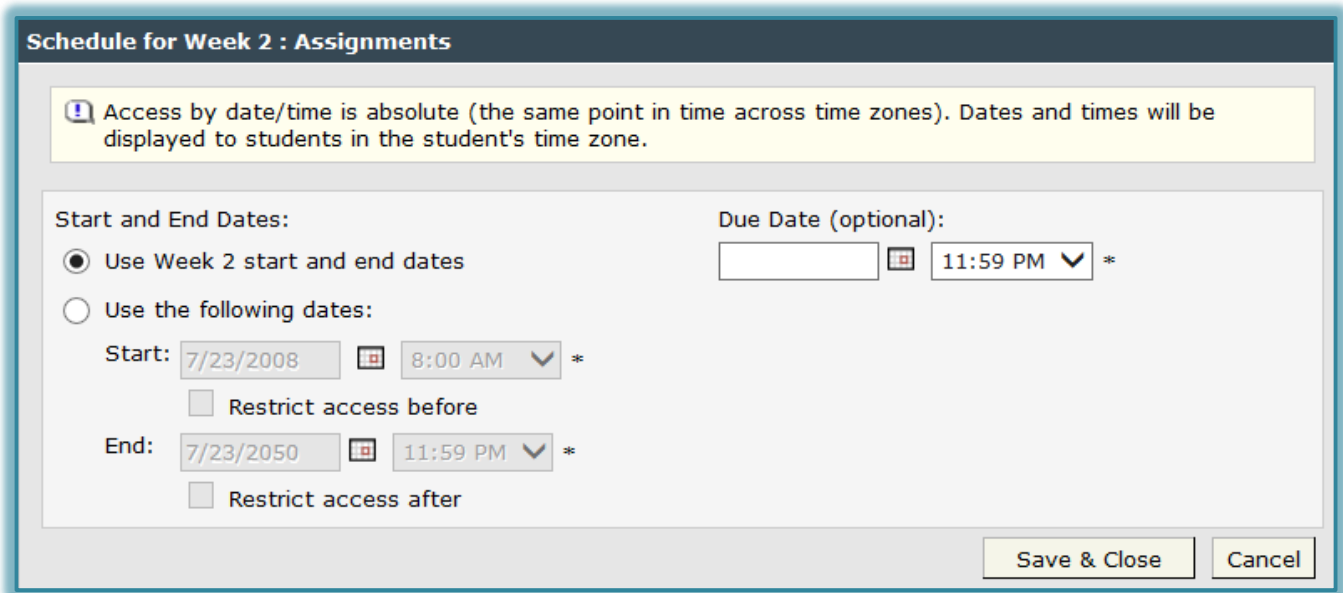 Schedule for Week 2 : Assignments
Access by date/time is absolute (the same point in time across time zones). Dates and times will be
displayed to students in the student's time zone.
Start and End Dates:
Due Date (optional):
Use Week 2 start and end dates
11:59 PM *
Use the following dates:
Start: 7/23/2008 8:00 AM *
Restrict access before
End: 7/23/2050 11:59 PM *
Restrict access after
Save & Close Cancel